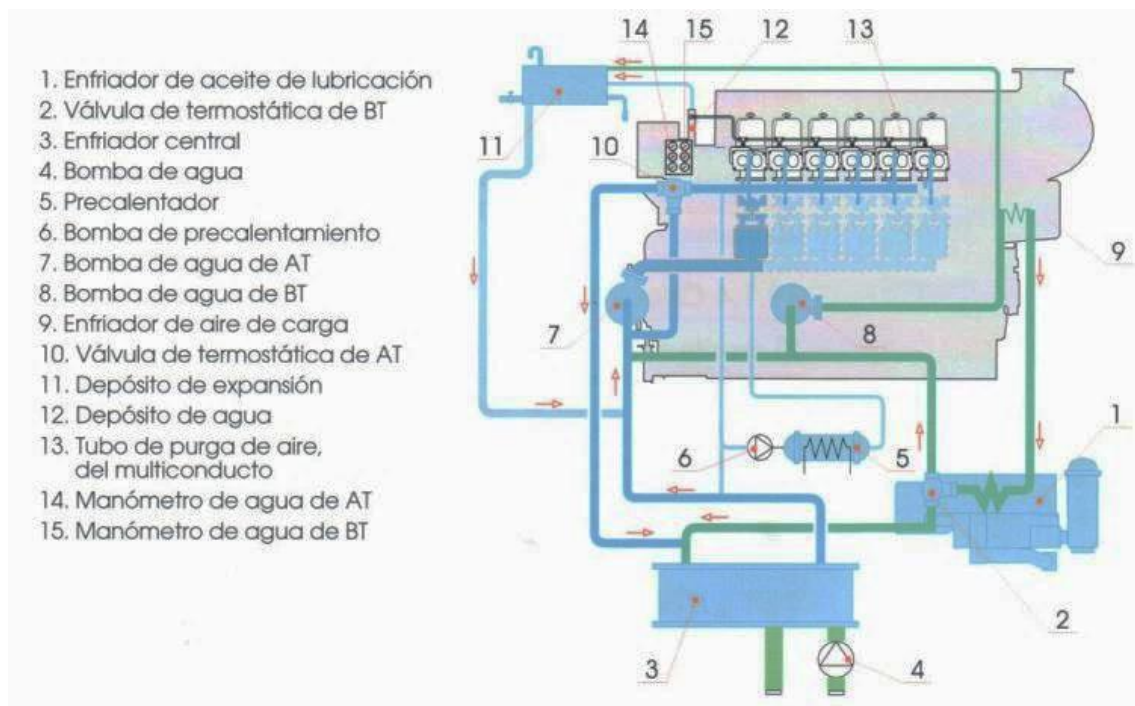 1. Enfriador de aceite de lubricación
2. Válvula de termostática de BT
3. Enfriador central
4. Bomba de agua
5. Precalentador
6. Bomba de precalentamiento
7. Bomba de agua de AT
8. Bomba de agua de BT
9. Enfriador de aire de carga
10. Válvula de termostática de AT
11. Depósito de expansión
12. Depósito de agua
13. Tubo de purga de aire,
del multiconducto
14. Manómetro de agua de AT
15. Manómetro de agua de BT
14 15 12 13
11
10
9
7
8
1
6
5
2
3
4